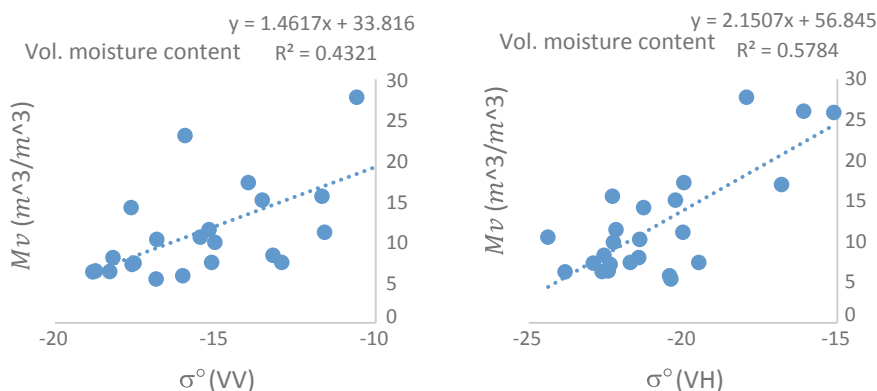 y = 1.4617x + 33.816
Vol. moisture content
R² = 0.4321
30
25
20
15
10
5
0
Mv (m^3/m^3)
-20
-15
-10
σ° (VV)
y = 2.1507x + 56.845
Vol. moisture content
R² = 0.5784
30
25
20
15
10
5
0
Mv (m^3/m^3)
-25
-20
-15
σ° (VH)